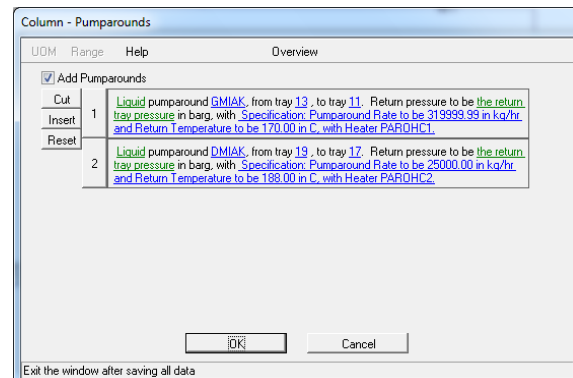 Column - Pumparounds
UOM Range Help Overview
Add Pumparounds
Cut
Insert
Reset
1
Liquid pumparound GMIAK, from tray 13 , to tray 11. Return pressure to be the return
tray pressure in barg, with Specification: Pumparound Rate to be 319999.99 in kg/hr
and Return Temperature to be 170.00 in C, with Heater PAROHC1.
2
Liquid pumparound DMIAK, from tray 19 , to tray 17. Return pressure to be the return
tray pressure in barg, with Specification: Pumparound Rate to be 25000.00 in kg/hr
and Return Temperature to be 188.00 in C, with Heater PAROHC2.
OK Cancel
Exit the window after saving all data